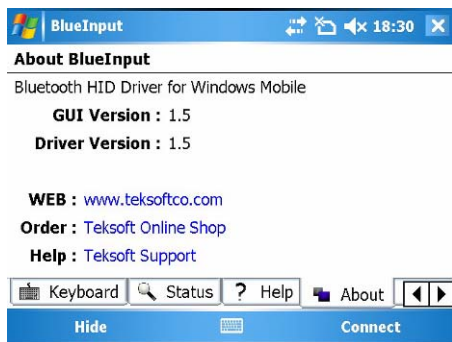 BlueInput 18:30
About BlueInput
Bluetooth HID Driver for Windows Mobile
GUI Version : 1.5
Driver Version : 1.5
WEB : www.teksoftco.com
Order : Teksoft Online Shop
Help : Teksoft Support
Keyboard Status ? Help About
Hide Connect